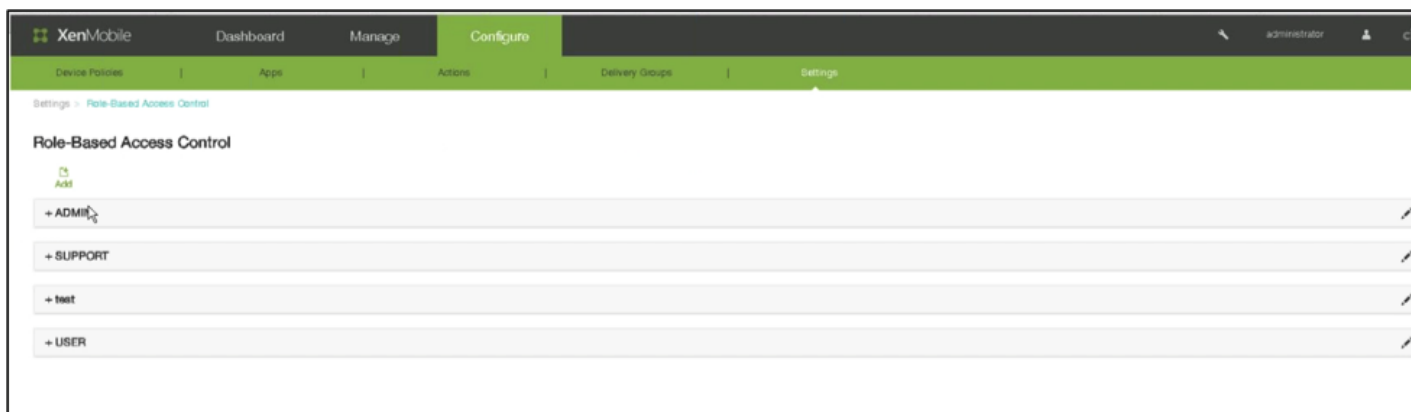 XenMobile Dashboard Manage Configure administrator
Device Policies | Apps | Actions | Delivery Groups | Settings
Settings > Role-Based Access Control
Role-Based Access Control
Add
+ ADMIN
+ SUPPORT
+ test
+ USER